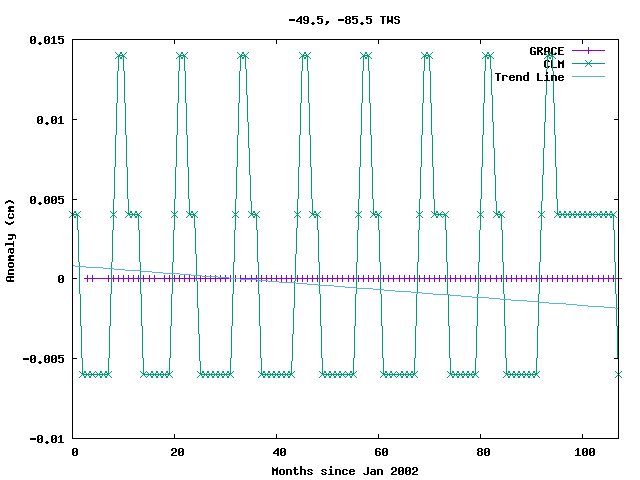 -49.5, -85.5 TWS
GRACE
CLM
Trend Line
0.015
0.01
0.005
0
-0.005
-0.01
Anomaly (cm)
0 20 40 60 80 100
Months since Jan 2002